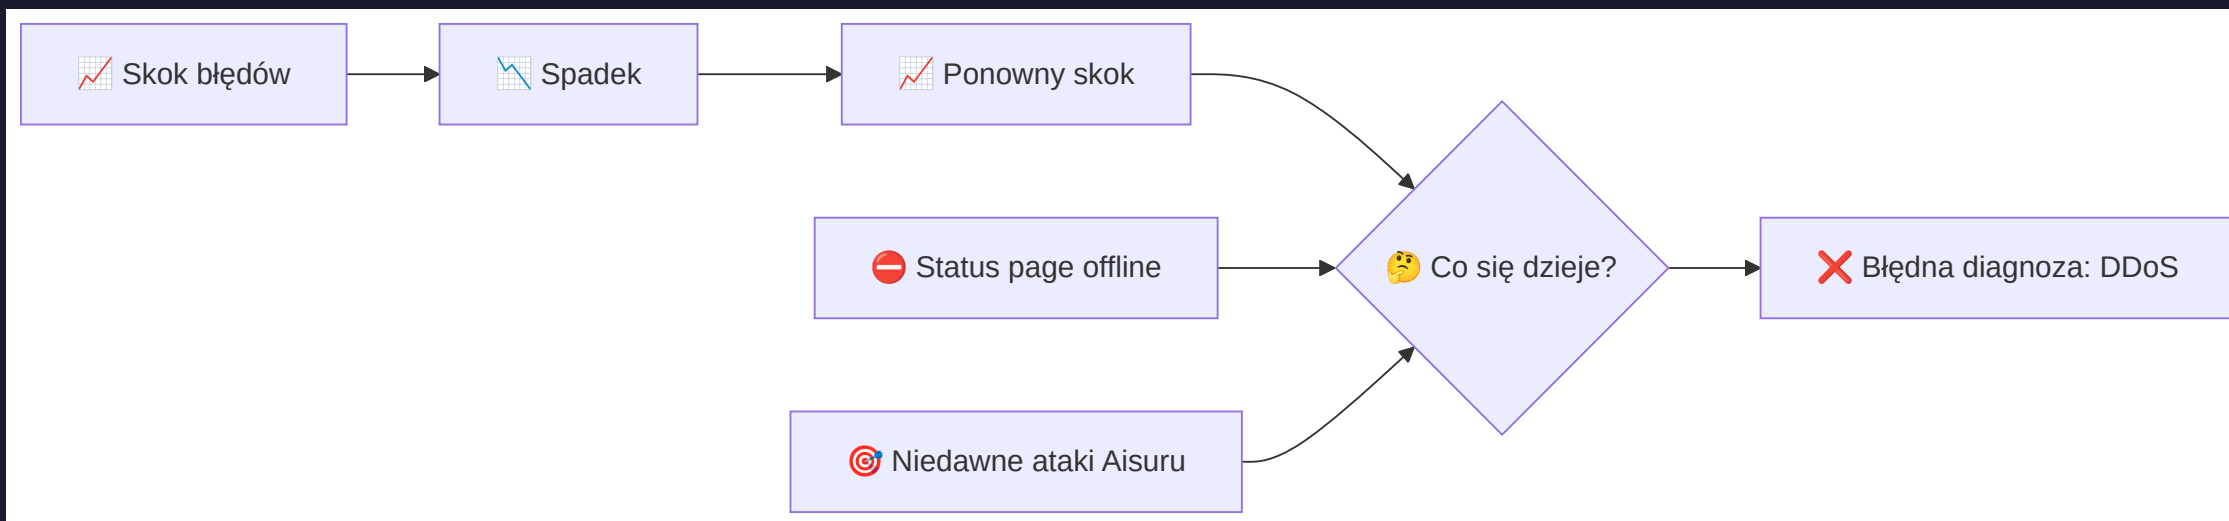 📈 Skok błędów
📉 Spadek
📈 Ponowny skok
⛔ Status page offline
🤔 Co się dzieje?
❌ Błędna diagnoza: DDoS
🎯 Niedawne ataki Aisuru